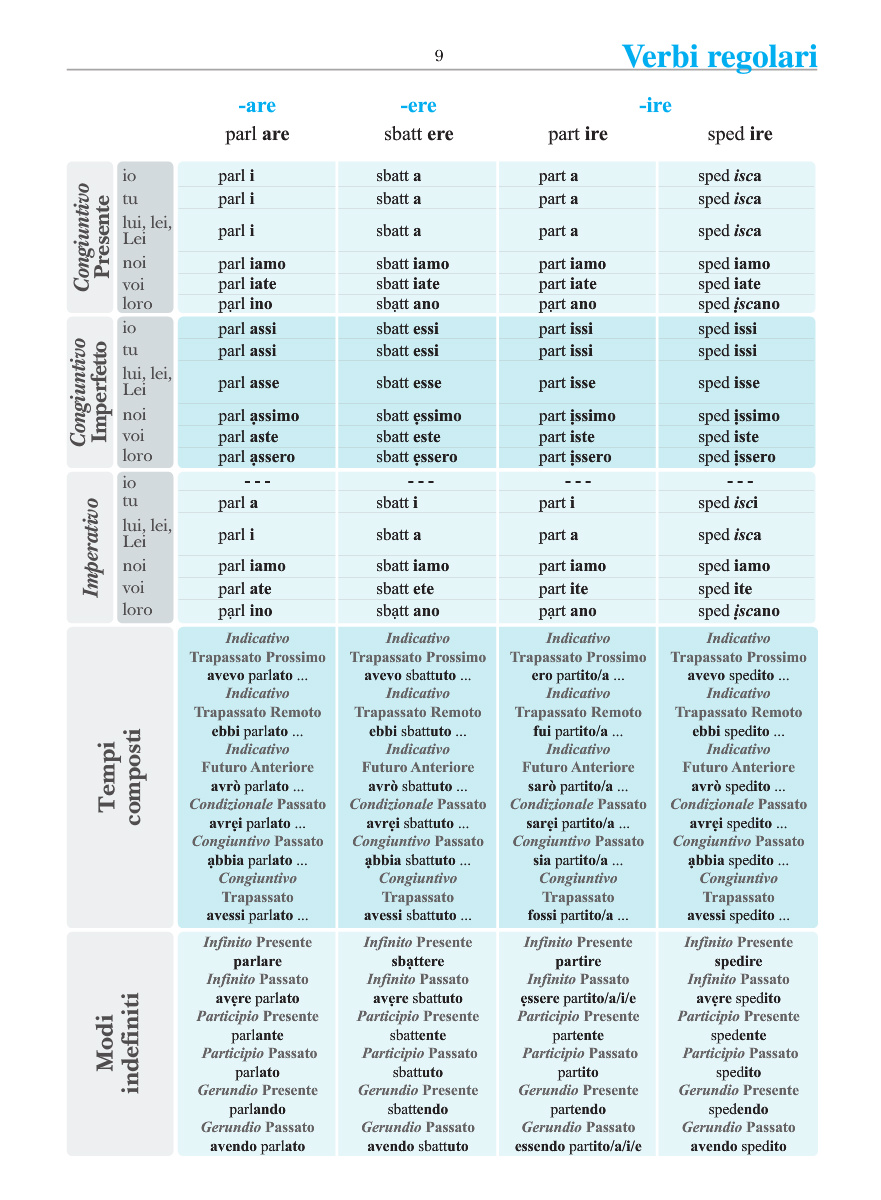 9 Verbi regolari
-are -ere -ire
parl are sbatt ere part ire sped ire
Congiuntivo Presente
io parl i sbatt a part a sped isca
tu parl i sbatt a part a sped isca
lui, lei, Lei parl i sbatt a part a sped isca
noi parl iamo sbatt iamo part iamo sped iamo
voi parl iate sbatt iate part iate sped iate
loro pạrl ino sbạtt ano pạrt ano sped ịscano
Congiuntivo Imperfetto
io parl assi sbatt essi part issi sped issi
tu parl assi sbatt essi part issi sped issi
lui, lei, Lei parl asse sbatt esse part isse sped isse
noi parl ạssimo sbatt ẹssimo part ịssimo sped ịssimo
voi parl aste sbatt este part iste sped iste
loro parl ạssero sbatt ẹssero part ịssero sped ịssero
Imperativo
io - - - - - - - - - - - -
tu parl a sbatt i part i sped isci
lui, lei, Lei parl i sbatt a part a sped isca
noi parl iamo sbatt iamo part iamo sped iamo
voi parl ate sbatt ete part ite sped ite
loro pạrl ino sbạtt ano pạrt ano sped ịscano
Tempi composti
Indicativo Indicativo Indicativo Indicativo
Trapassato Prossimo Trapassato Prossimo Trapassato Prossimo Trapassato Prossimo
avevo parlato ... avevo sbattuto ... ero partito/a ... avevo spedito ...
Indicativo Indicativo Indicativo Indicativo
Trapassato Remoto Trapassato Remoto Trapassato Remoto Trapassato Remoto
ebbi parlato ... ebbi sbattuto ... fui partito/a ... ebbi spedito ...
Indicativo Indicativo Indicativo Indicativo
Futuro Anteriore Futuro Anteriore Futuro Anteriore Futuro Anteriore
avrò parlato ... avrò sbattuto ... sarò partito/a ... avrò spedito ...
Condizionale Passato Condizionale Passato Condizionale Passato Condizionale Passato
avrẹi parlato ... avrẹi sbattuto ... sarẹi partito/a ... avrẹi spedito ...
Congiuntivo Passato Congiuntivo Passato Congiuntivo Passato Congiuntivo Passato
ạbbia parlato ... ạbbia sbattuto ... sia partito/a ... ạbbia spedito ...
Congiuntivo Congiuntivo Congiuntivo Congiuntivo
Trapassato Trapassato Trapassato Trapassato
avessi parlato ... avessi sbattuto ... fossi partito/a ... avessi spedito ...
Modi indefiniti
Infinito Presente Infinito Presente Infinito Presente Infinito Presente
parlare sbạttere partire spedire
Infinito Passato Infinito Passato Infinito Passato Infinito Passato
avẹre parlato avẹre sbattuto ẹssere partito/a/i/e avẹre spedito
Participio Presente Participio Presente Participio Presente Participio Presente
parlante sbattente partente spedente
Participio Passato Participio Passato Participio Passato Participio Passato
parlato sbattuto partito spedito
Gerundio Presente Gerundio Presente Gerundio Presente Gerundio Presente
parlando sbattendo partendo spedendo
Gerundio Passato Gerundio Passato Gerundio Passato Gerundio Passato
avendo parlato avendo sbattuto essendo partito/a/i/e avendo spedito